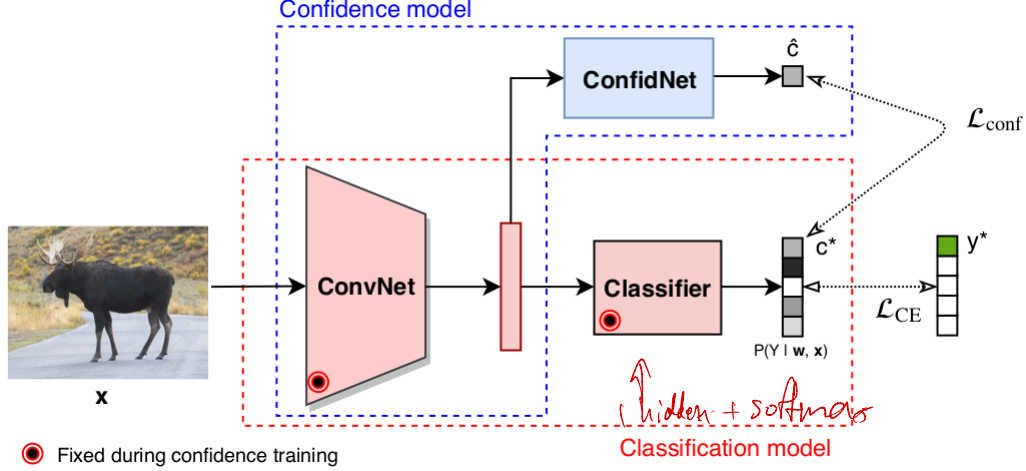 Confidence model
ĉ
ConfidNet
ℒconf
c*
y*
ConvNet
Classifier
ℒCE
P(Y | w, x)
x
hidden + softmax
Classification model
Fixed during confidence training